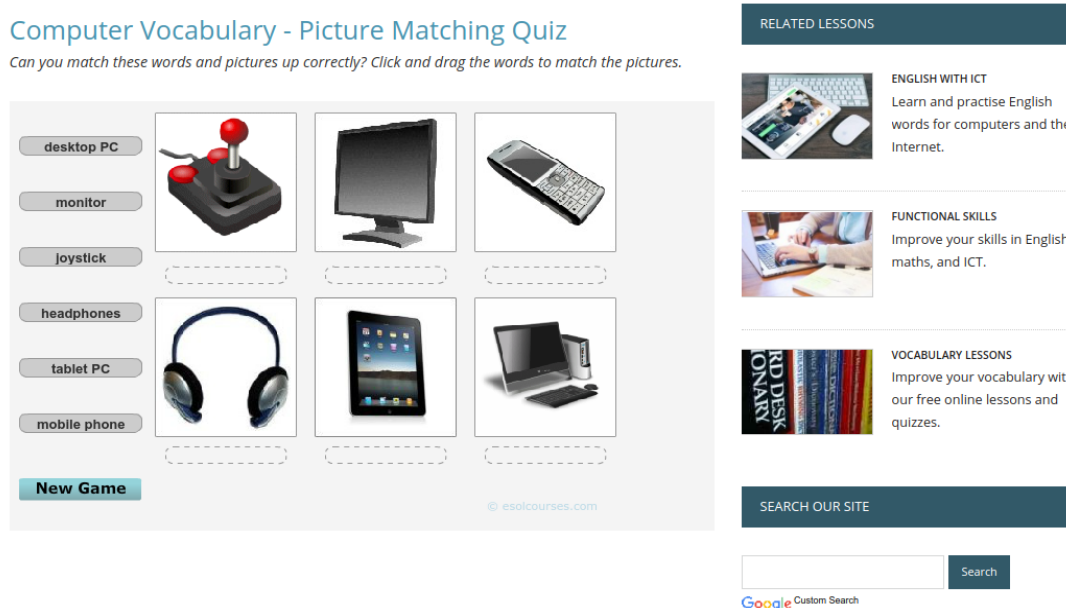 Computer Vocabulary - Picture Matching Quiz
Can you match these words and pictures up correctly? Click and drag the words to match the pictures.
desktop PC
monitor
joystick
headphones
tablet PC
mobile phone
New Game
© esolcourses.com
RELATED LESSONS
ENGLISH WITH ICT
Learn and practise English
words for computers and the
Internet.
FUNCTIONAL SKILLS
Improve your skills in English
maths, and ICT.
VOCABULARY LESSONS
Improve your vocabulary wit
our free online lessons and
quizzes.
SEARCH OUR SITE
Search
Google Custom Search